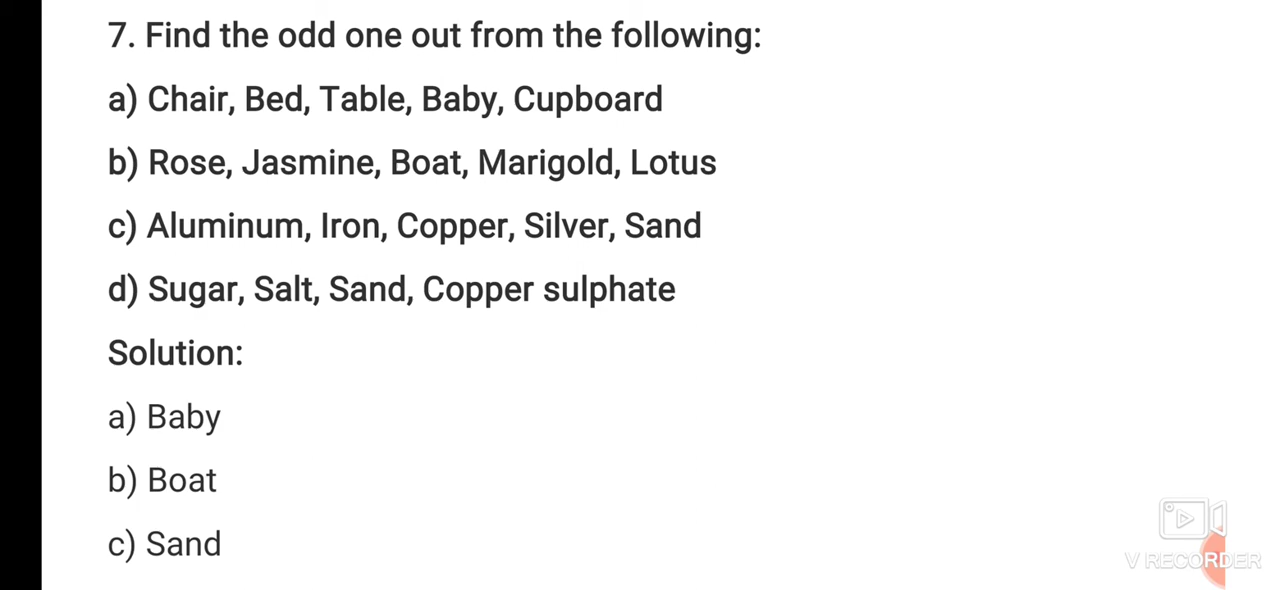 7. Find the odd one out from the following:
a) Chair, Bed, Table, Baby, Cupboard
b) Rose, Jasmine, Boat, Marigold, Lotus
c) Aluminum, Iron, Copper, Silver, Sand
d) Sugar, Salt, Sand, Copper sulphate
Solution:
a) Baby
b) Boat
c) Sand
V RECORDER